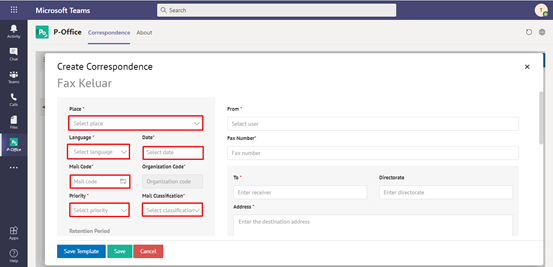 Microsoft Teams
Search
T
Activity
Chat
Teams
Calls
Files
P-Office
Apps
Help
P-Office
Correspondence
About
Create Correspondence
Fax Keluar
Place *
Select place
Language *
Date*
Select language
Select date
Mail Code*
Organization Code*
Mail code
Organization code
Priority *
Mail Classification*
Select priority
Select classification
Retention Period
From *
Select user
Fax Number*
Fax number
To *
Directorate
Enter receiver
Enter directorate
Address *
Enter the destination address
Save Template
Save
Cancel